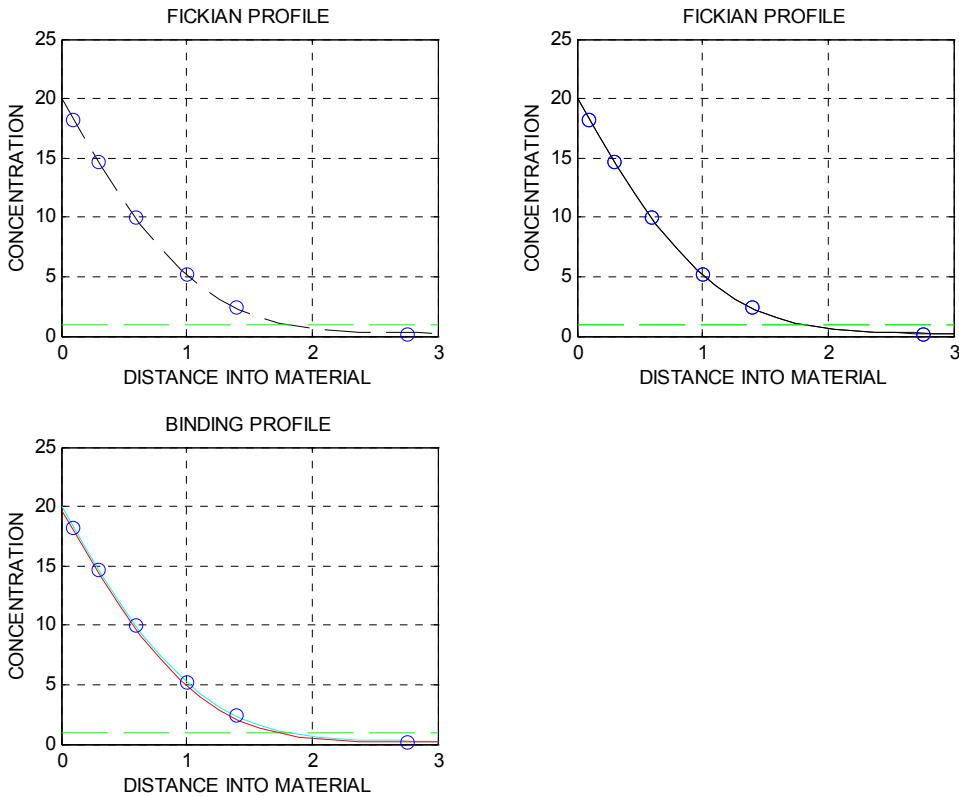 FICKIAN PROFILE
25
20
15
10
5
0
CONCENTRATION
0 1 2 3
DISTANCE INTO MATERIAL
FICKIAN PROFILE
25
20
15
10
5
0
CONCENTRATION
0 1 2 3
DISTANCE INTO MATERIAL
BINDING PROFILE
25
20
15
10
5
0
CONCENTRATION
0 1 2 3
DISTANCE INTO MATERIAL